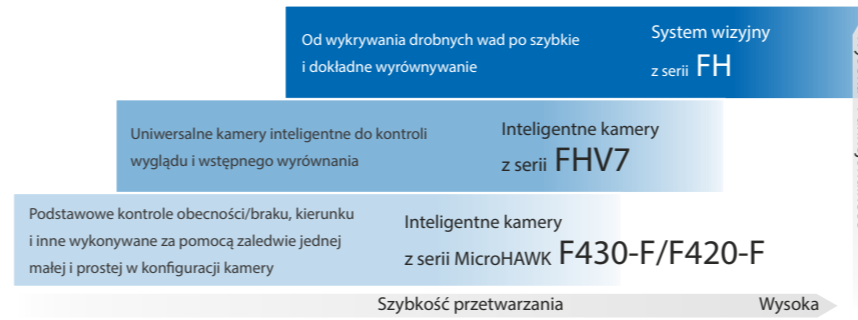 Od wykrywania drobnych wad po szybkie
i dokładne wyrównywanie
System wizyjny
z serii FH
Uniwersalne kamery inteligentne do kontroli
wyglądu i wstępnego wyrównania
Inteligentne kamery
z serii FHV7
Podstawowe kontrole obecności/braku, kierunku
i inne wykonywane za pomocą zaledwie jednej
małej i prostej w konfiguracji kamery
Inteligentne kamery
z serii MicroHAWK F430-F/F420-F
Szybkość przetwarzania
Wysoka